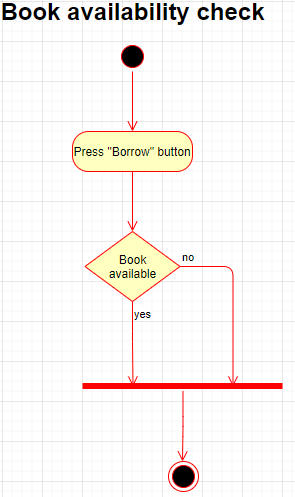 Book availability check
Press "Borrow" button
Book
available
no
yes